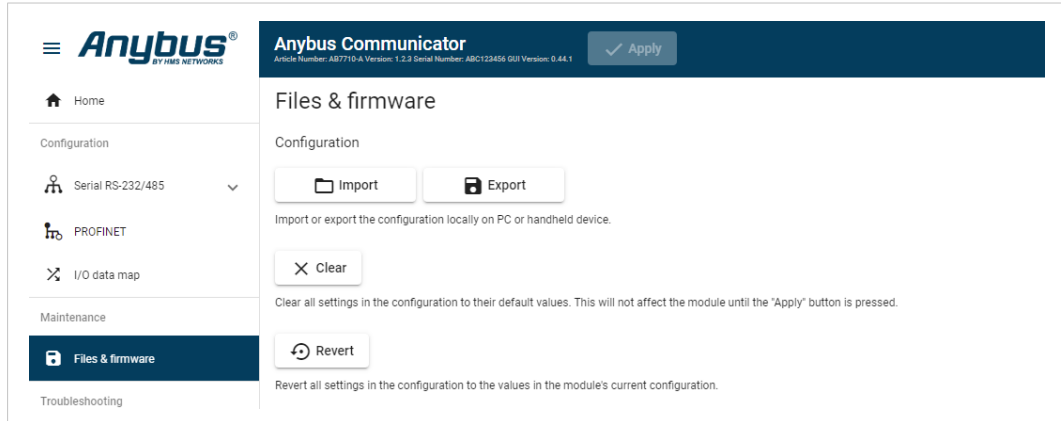 Anybus®
BY HMS NETWORKS
Anybus Communicator
Article Number: AB7710-A Version: 1.2.3 Serial Number: ABC123456 GUI Version: 0.44.1
Apply
Home
Configuration
Serial RS-232/485
PROFINET
I/O data map
Maintenance
Files & firmware
Troubleshooting
Files & firmware
Configuration
Import
Export
Import or export the configuration locally on PC or handheld device.
Clear
Clear all settings in the configuration to their default values. This will not affect the module until the "Apply" button is pressed.
Revert
Revert all settings in the configuration to the values in the module's current configuration.